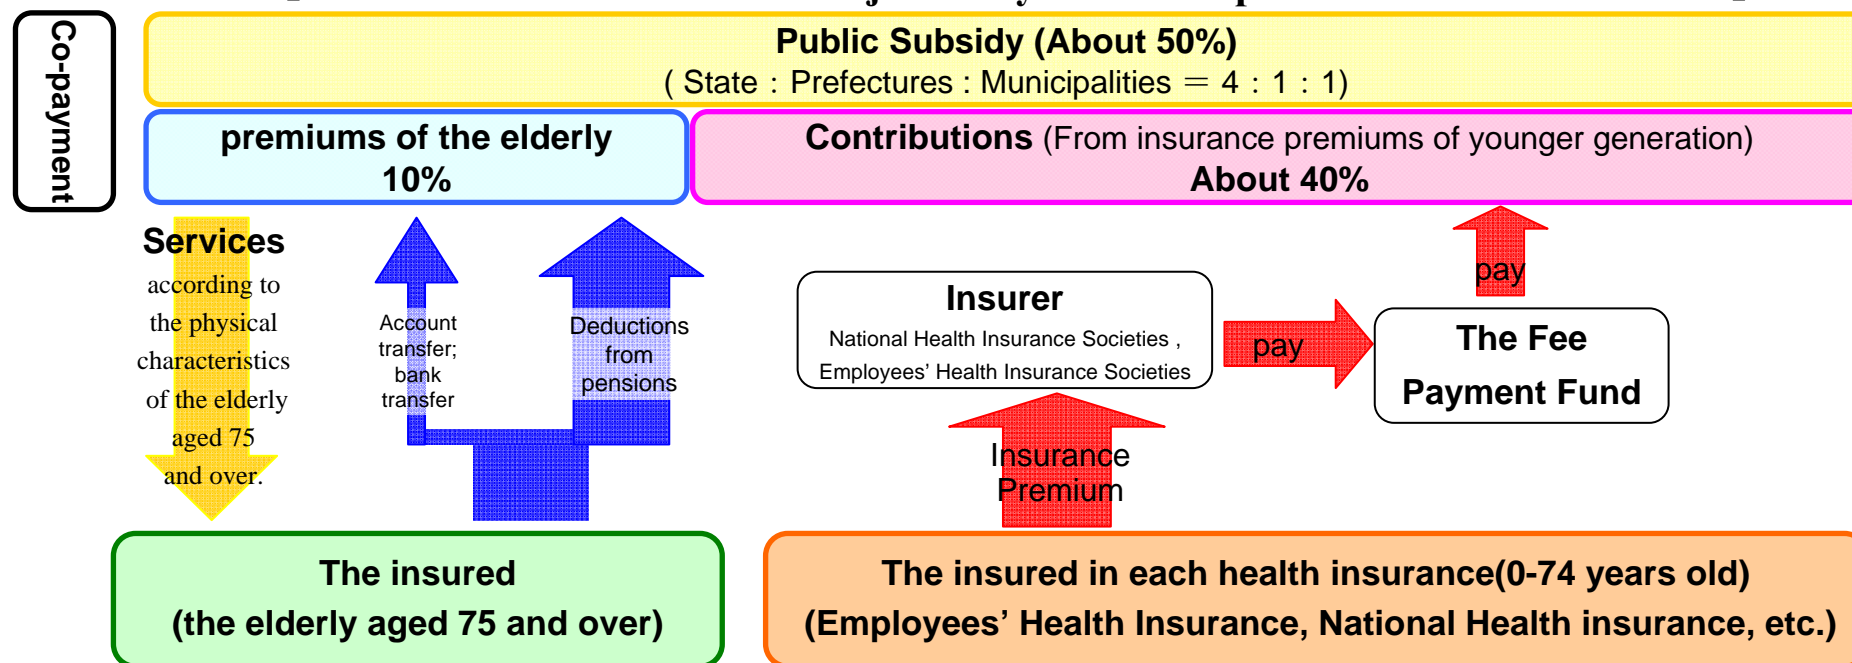 Co-payment
Public Subsidy (About 50%)
( State : Prefectures : Municipalities = 4 : 1 : 1)
premiums of the elderly
10%
Contributions (From insurance premiums of younger generation)
About 40%
Services
according to
the physical
characteristics
of the elderly
aged 75
and over.
Account
transfer;
bank
transfer
Deductions
from
pensions
Insurer
National Health Insurance Societies ,
Employees' Health Insurance Societies
pay
The Fee
Payment Fund
pay
Insurance
Premium
The insured
(the elderly aged 75 and over)
The insured in each health insurance(0-74 years old)
(Employees' Health Insurance, National Health insurance, etc.)